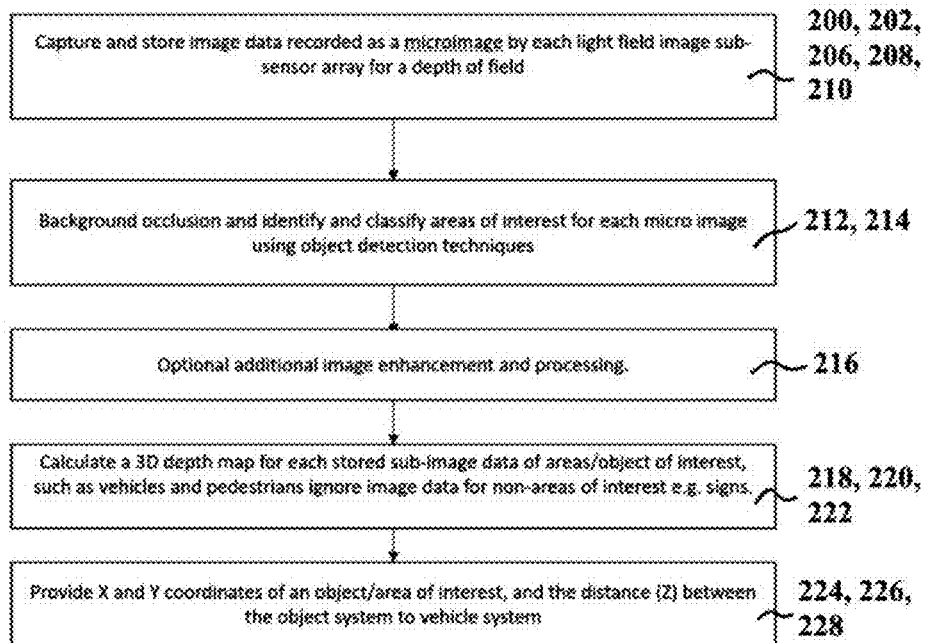 Capture and store image data recorded as a microimage by each light field image sub-
sensor array for a depth of field
200, 202,
206, 208,
210
Background occlusion and identify and classify areas of interest for each micro image
using object detection techniques
212, 214
Optional additional image enhancement and processing.
216
Calculate a 3D depth map for each stored sub-image data of areas/object of interest,
such as vehicles and pedestrians ignore image data for non-areas of interest e.g. signs.
218, 220,
222
Provide X and Y coordinates of an object/area of interest, and the distance (Z) between
the object system to vehicle system
224, 226,
228